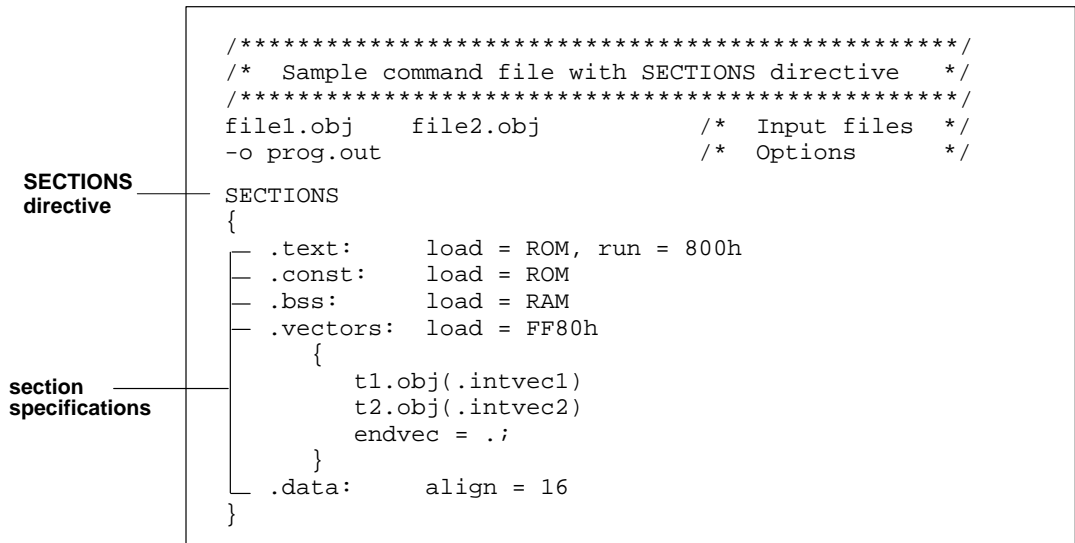 /**************************************************/
/*  Sample command file with SECTIONS directive   */
/**************************************************/
file1.obj    file2.obj           /*  Input files  */
-o prog.out                      /*  Options      */
SECTIONS
directive
SECTIONS
{
.text:     load = ROM, run = 800h
.const:    load = ROM
.bss:      load = RAM
.vectors:  load = FF80h
{
t1.obj(.intvec1)
t2.obj(.intvec2)
endvec = .;
}
.data:     align = 16
}
section
specifications